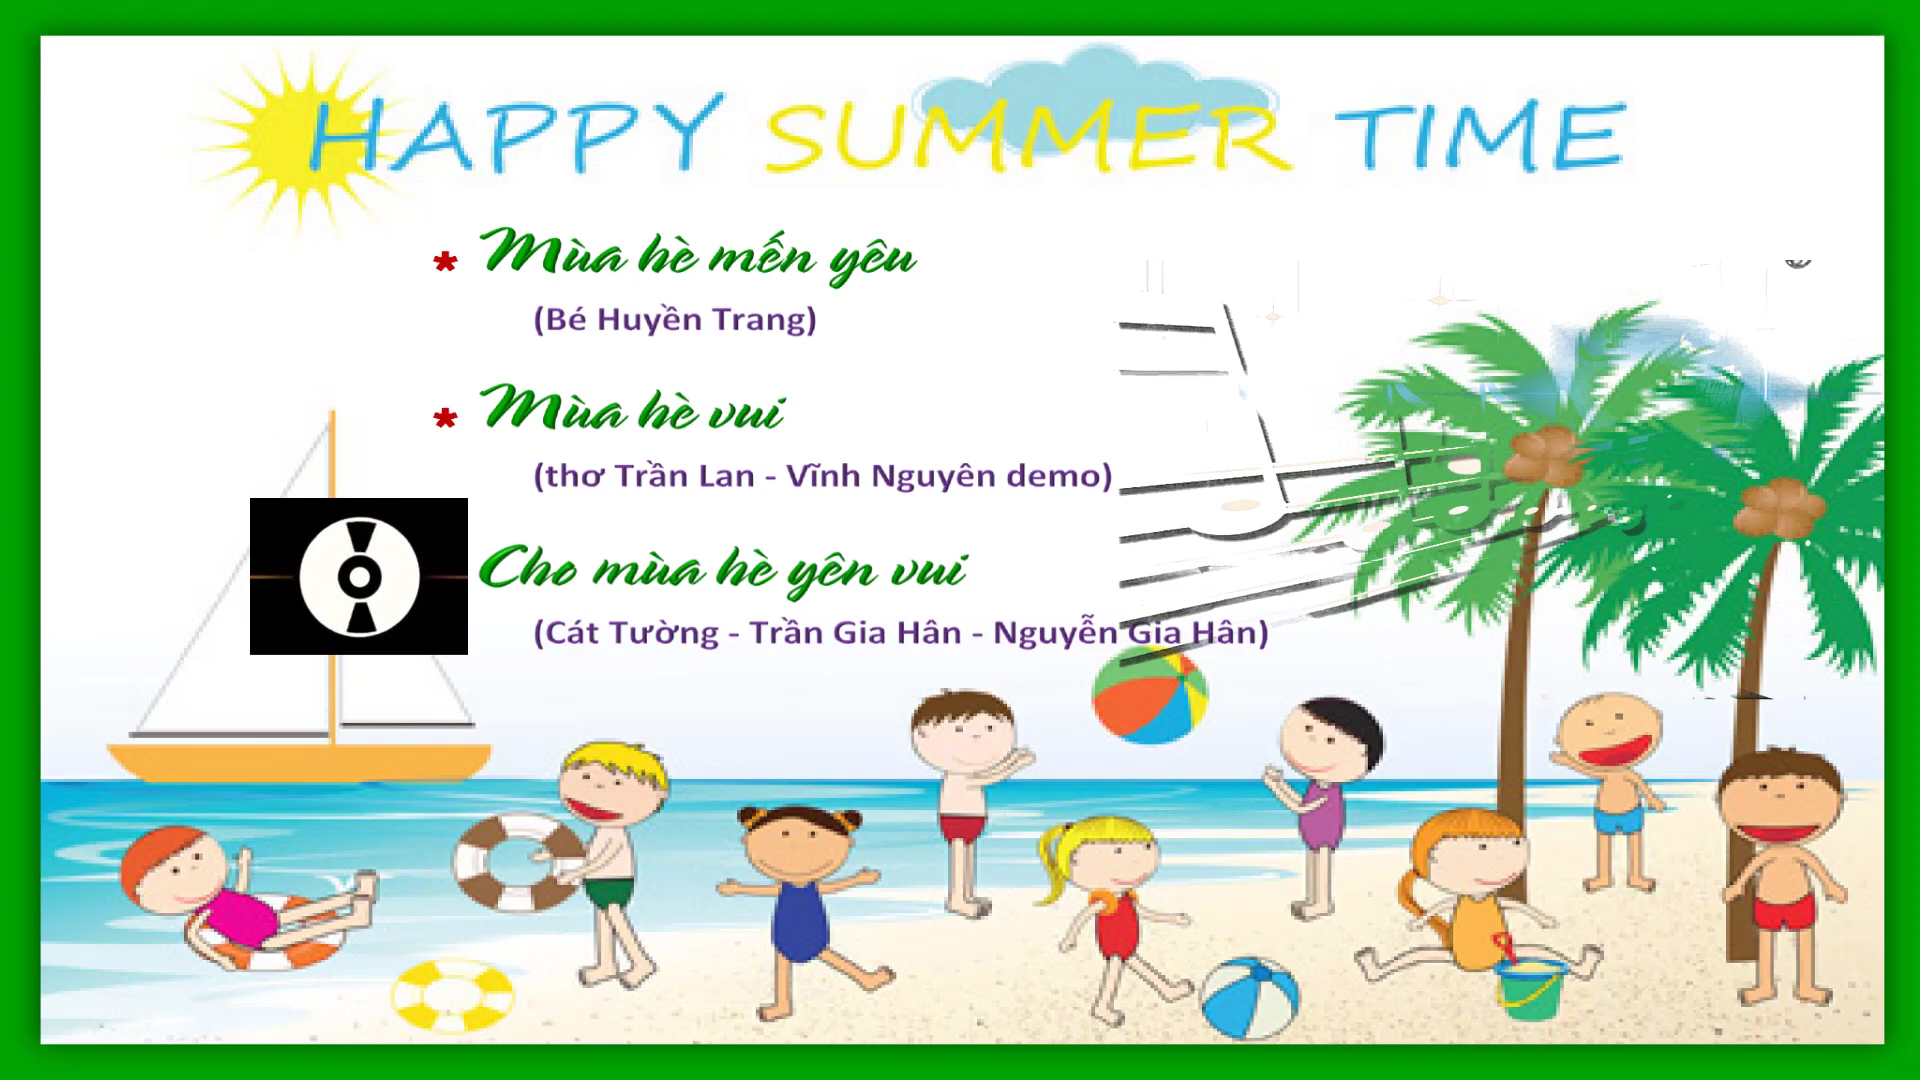 HAPPY SUMMER TIME
* Mùa hè mến yêu
(Bé Huyền Trang)
* Mùa hè vui
(thơ Trần Lan - Vĩnh Nguyên demo)
Cho mùa hè yên vui
(Cát Tường - Trần Gia Hân - Nguyễn Gia Hân)